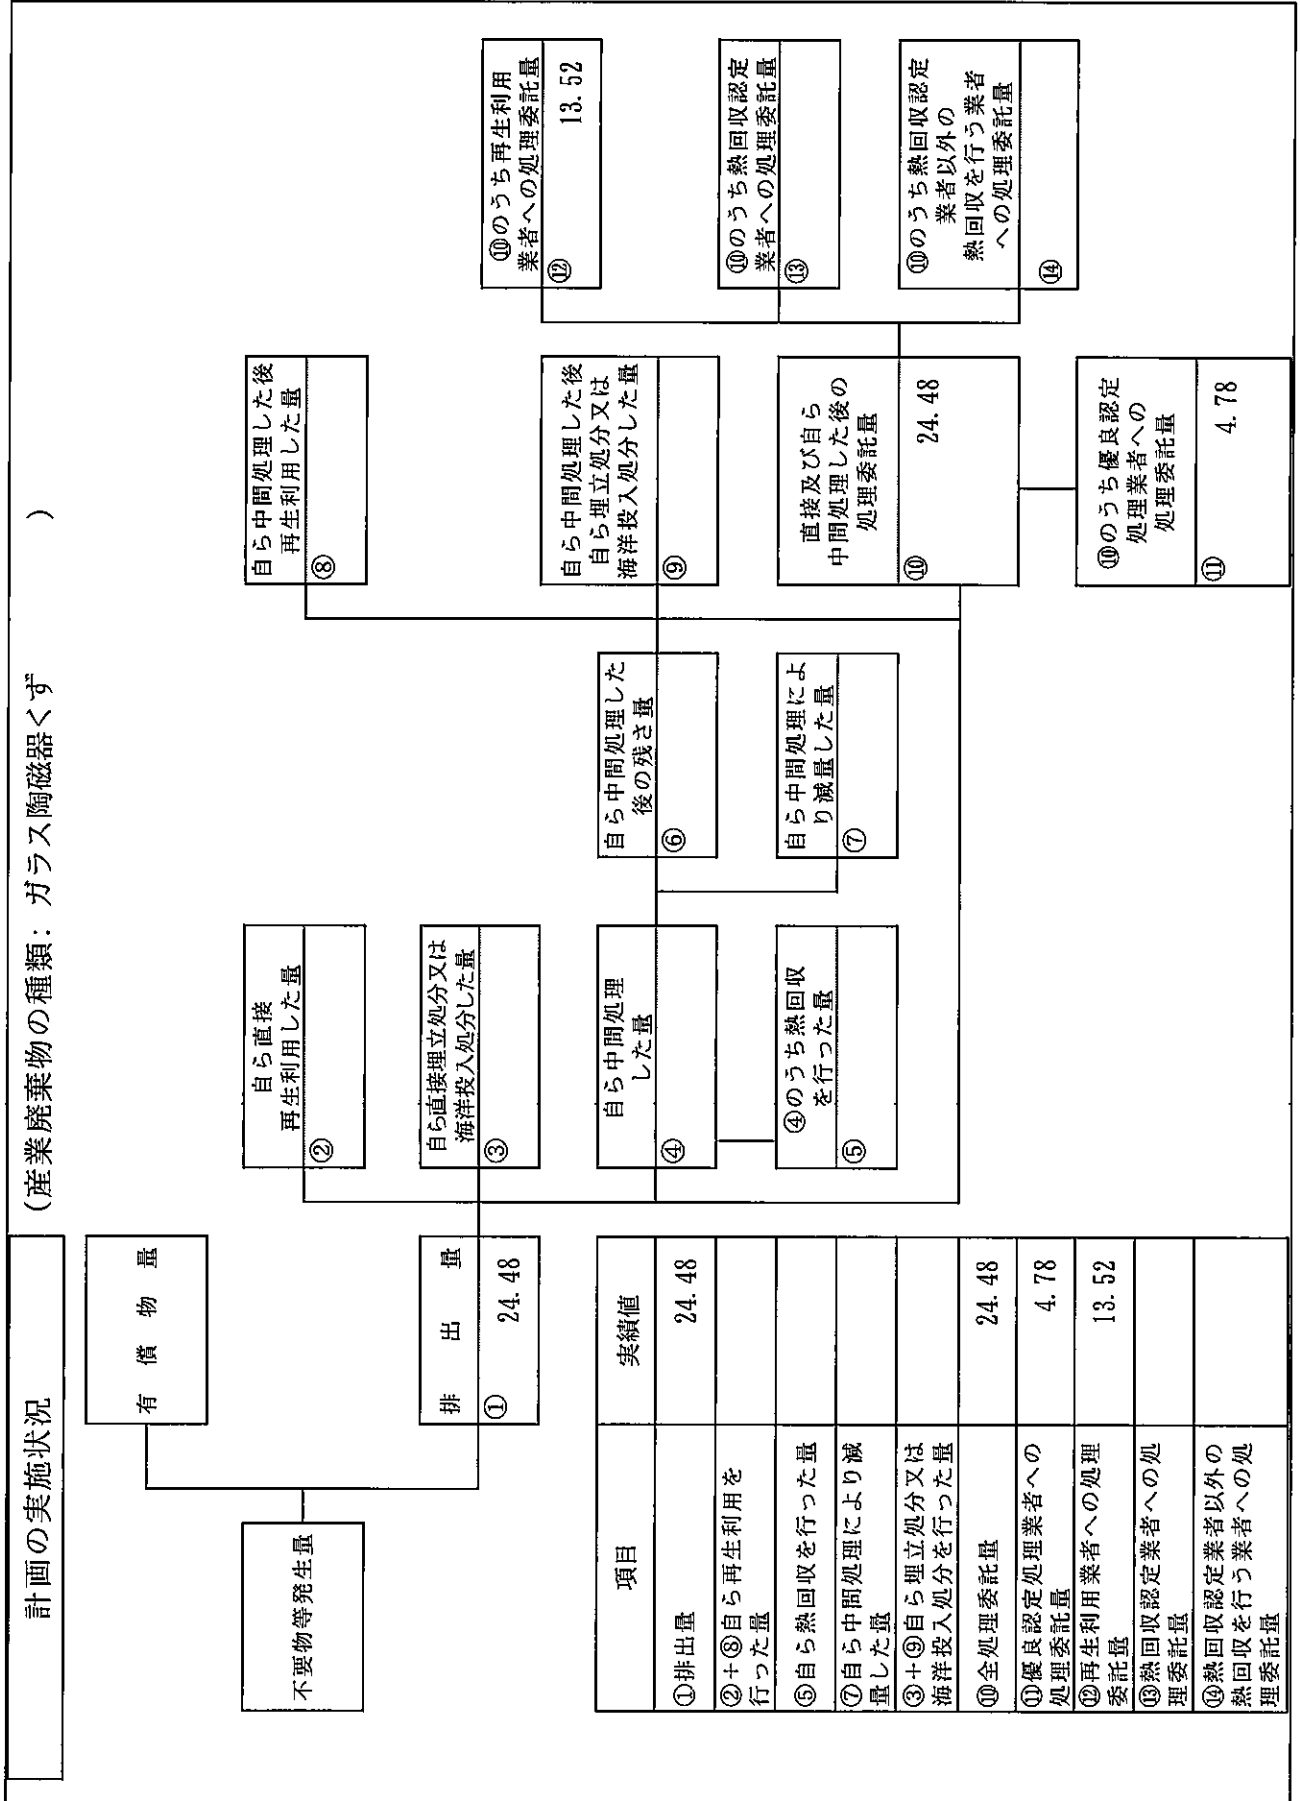 計画の実施状況
(産業廃棄物の種類: ガラス陶磁器くず )
不要物等発生量
有償物量
排出量
① 24.48
自ら直接
再生利用した量
②
自ら直接埋立処分又は
海洋投入処分した量
③
自ら中間処理
した量
④
④のうち熱回収
を行った量
⑤
自ら中間処理した
後の残さ量
⑥
自ら中間処理によ
り減量した量
⑦
自ら中間処理した後
再生利用した量
⑧
自ら中間処理した後
自ら埋立処分又は
海洋投入処分した量
⑨
直接及び自ら
中間処理した後の
処理委託量
⑩ 24.48
⑩のうち優良認定
処理業者への
処理委託量
⑪ 4.78
⑩のうち再生利用
業者への処理委託量
⑫ 13.52
⑩のうち熱回収認定
業者への処理委託量
⑬
⑩のうち熱回収認定
業者以外の
熱回収を行う業者
への処理委託量
⑭
項目 実績値
①排出量 24.48
②+⑧自ら再生利用を
行った量
⑤自ら熱回収を行った量
⑦自ら中間処理により減
量した量
③+⑨自ら埋立処分又は
海洋投入処分を行った量
⑩全処理委託量 24.48
⑪優良認定処理業者への
処理委託量 4.78
⑫再生利用業者への処理
委託量 13.52
⑬熱回収認定業者への処
理委託量
⑭熱回収認定業者以外の
熱回収を行う業者への処
理委託量